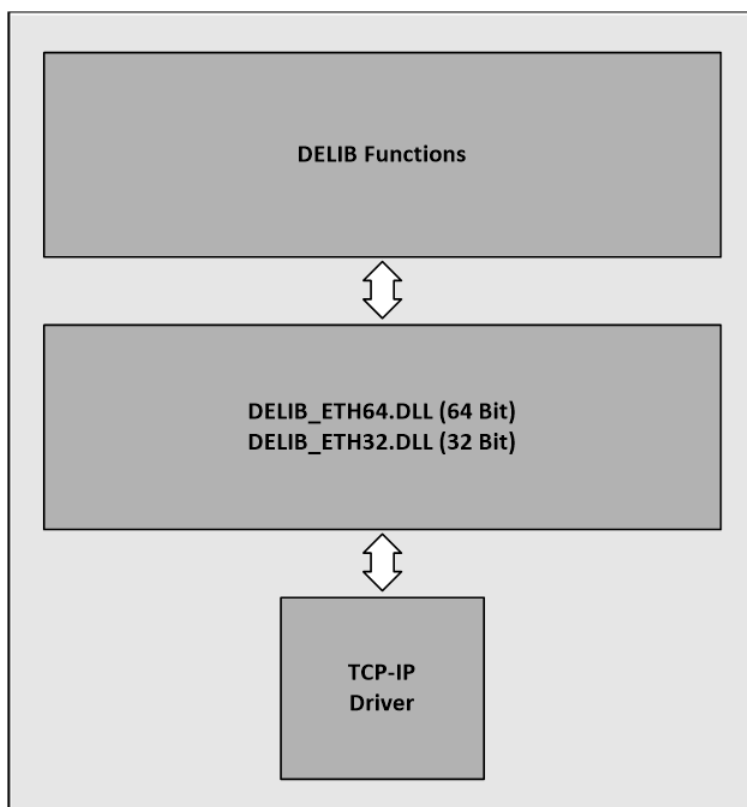 DELIB Functions
DELIB_ETH64.DLL (64 Bit)
DELIB_ETH32.DLL (32 Bit)
TCP-IP
Driver